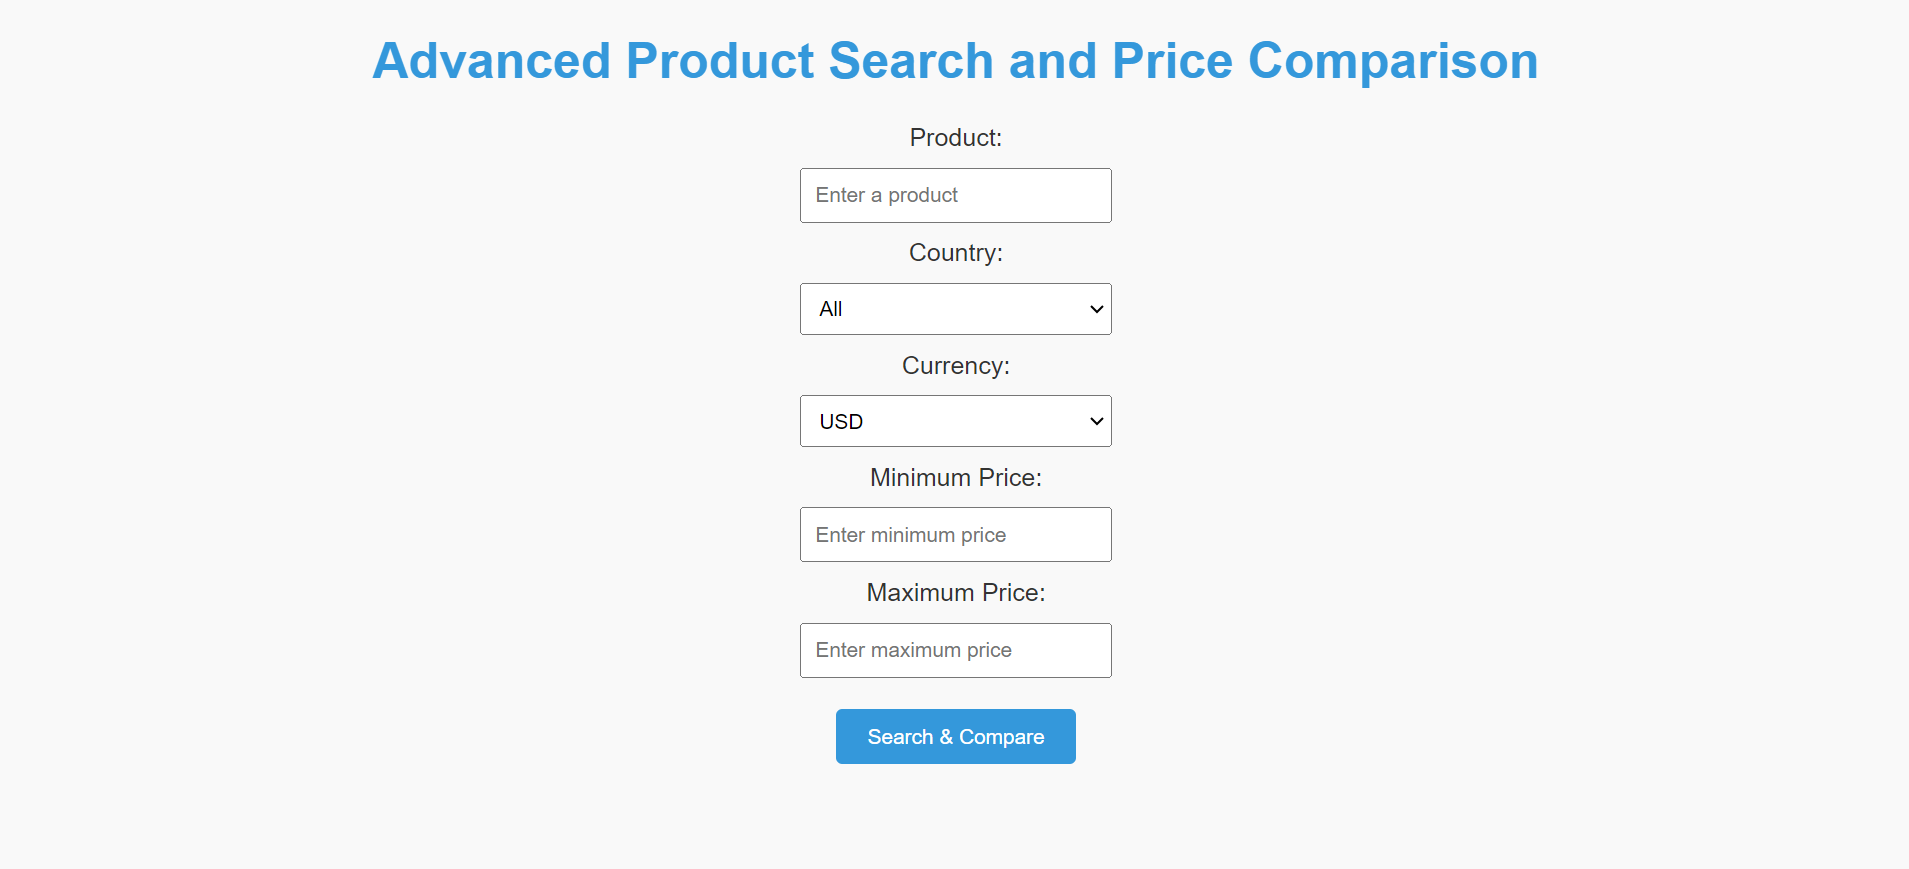 Advanced Product Search and Price Comparison
Product:
Enter a product
Country:
All
Currency:
USD
Minimum Price:
Enter minimum price
Maximum Price:
Enter maximum price
Search & Compare